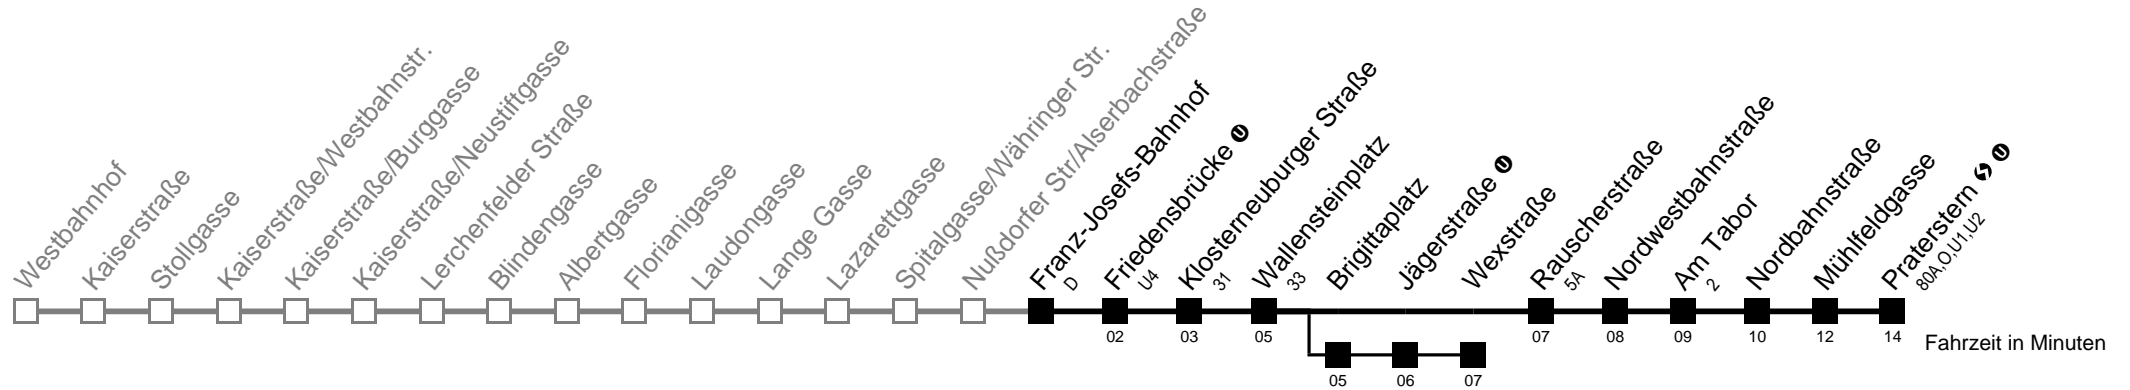 Westbahnhof
Kaiserstraße
Stollgasse
Kaiserstraße/Westbahnstr.
Kaiserstraße/Burggasse
Kaiserstraße/Neustiftgasse
Lerchenfelder Straße
Blindengasse
Albertgasse
Florianigasse
Laudongasse
Lange Gasse
Lazarettgasse
Spitalgasse/Währinger Str.
Nußdorfer Str/Alserbachstraße
Franz-Josefs-Bahnhof
D
Friedensbrücke U
U4
Klosterneuburger Straße
31
Wallensteinplatz
33
Brigittaplatz
Jägerstraße U
Wexstraße
Rauscherstraße
5A
Nordwestbahnstraße
Am Tabor
2
Nordbahnstraße
Mühlfeldgasse
Praterstern S U
80A,O,U1,U2
02 03 05 07 08 09 10 12 14
Fahrzeit in Minuten
05 06 07